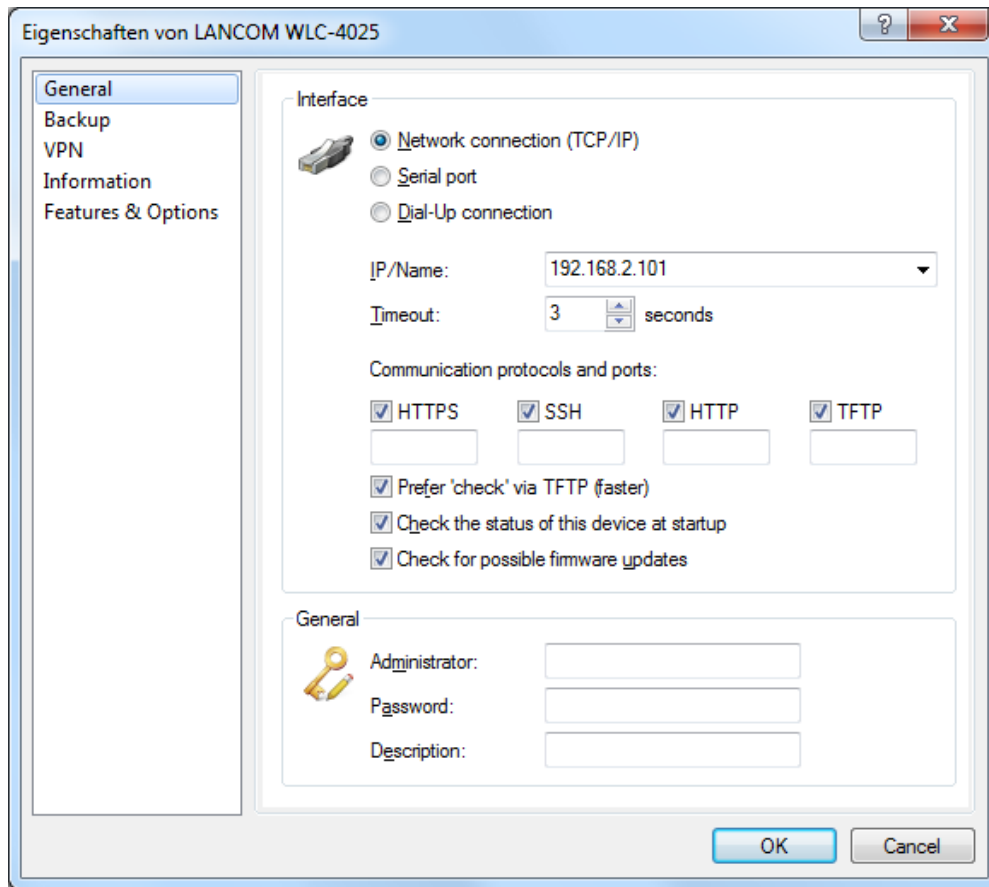 Eigenschaften von LANCOM WLC-4025
General
Backup
VPN
Information
Features & Options
Interface
Network connection (TCP/IP)
Serial port
Dial-Up connection
IP/Name: 192.168.2.101
Timeout: 3 seconds
Communication protocols and ports:
HTTPS SSH HTTP TFTP
Prefer 'check' via TFTP (faster)
Check the status of this device at startup
Check for possible firmware updates
General
Administrator:
Password:
Description:
OK Cancel